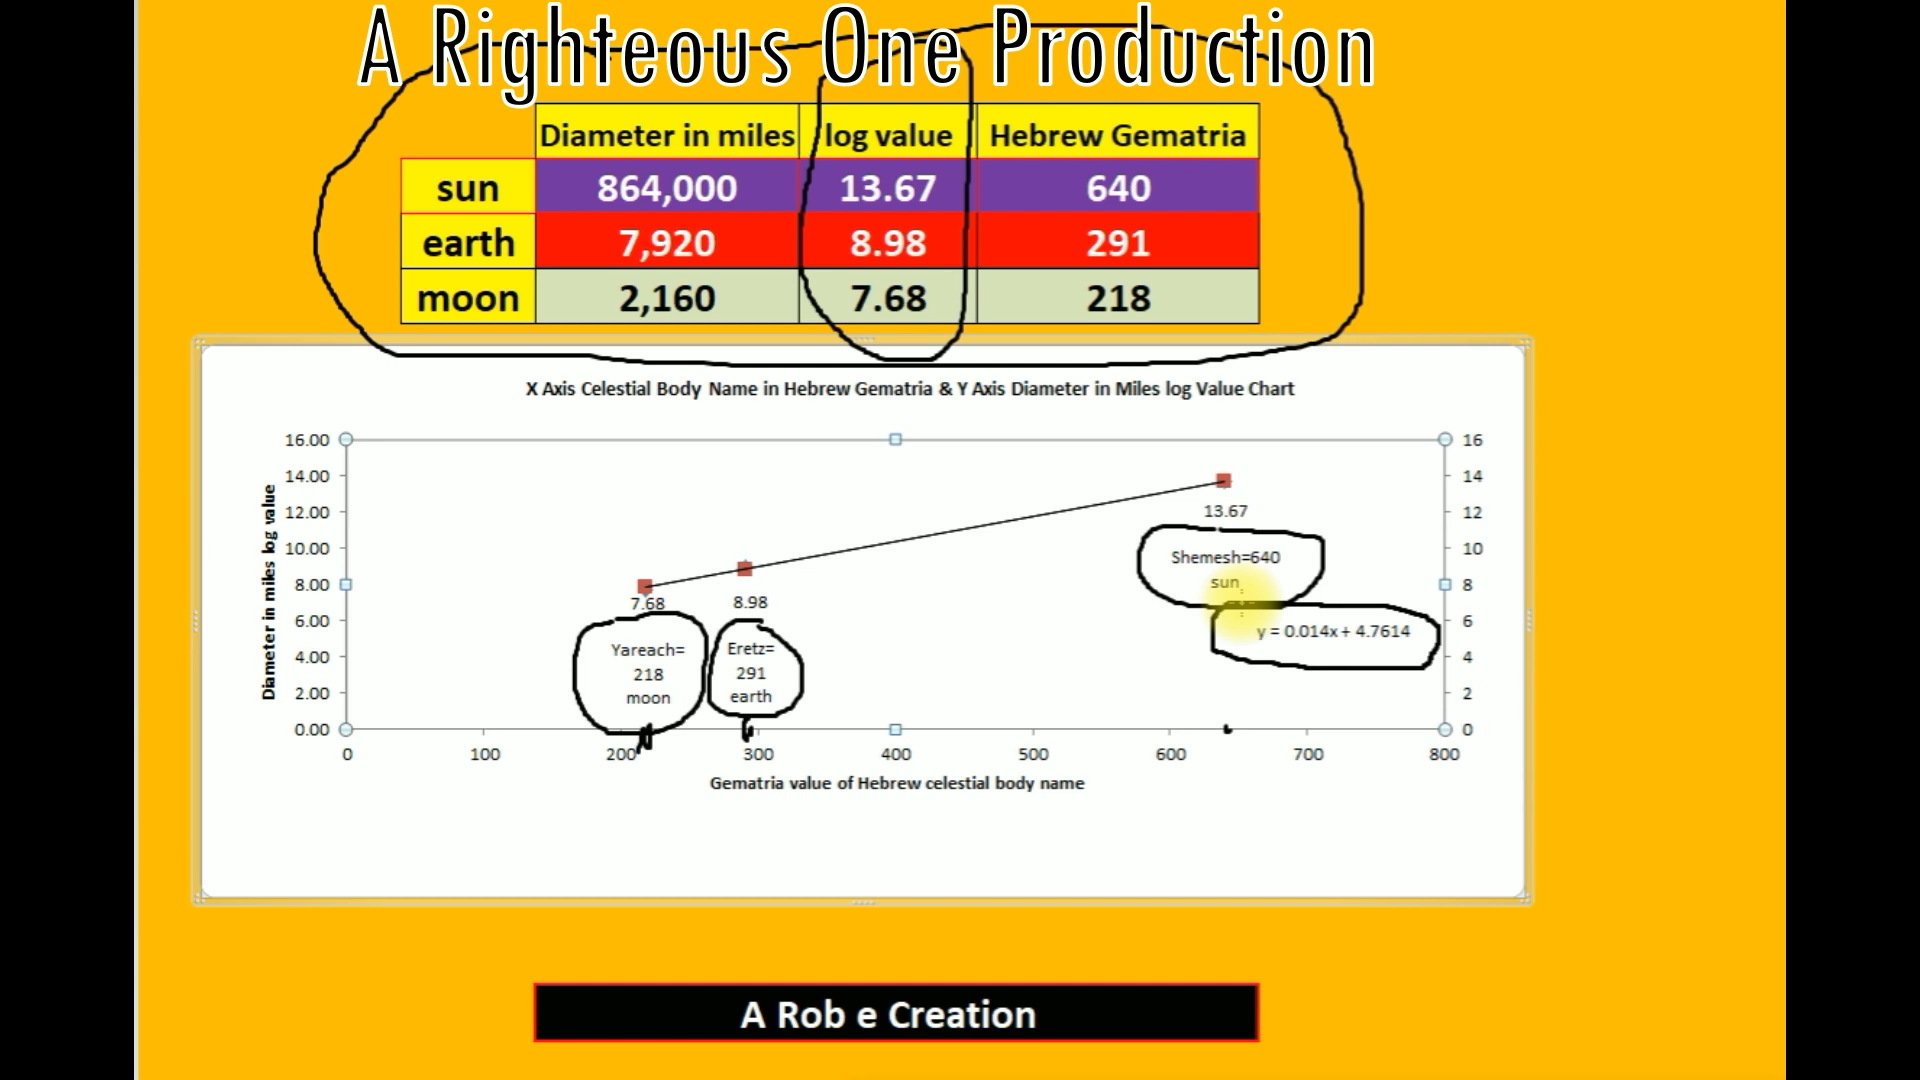 A Righteous One Production
Diameter in miles log value Hebrew Gematria
sun 864,000 13.67 640
earth 7,920 8.98 291
moon 2,160 7.68 218
X Axis Celestial Body Name in Hebrew Gematria & Y Axis Diameter in Miles log Value Chart
Diameter in miles log value
16.00
14.00
12.00
10.00
8.00
6.00
4.00
2.00
0.00
13.67
Shemesh=640
sun
7.68
Yareach=
218
moon
8.98
Eretz=
291
earth
y = 0.014x + 4.7614
16
14
12
10
8
6
4
2
0
0 100 200 300 400 500 600 700 800
Gematria value of Hebrew celestial body name
A Rob e Creation